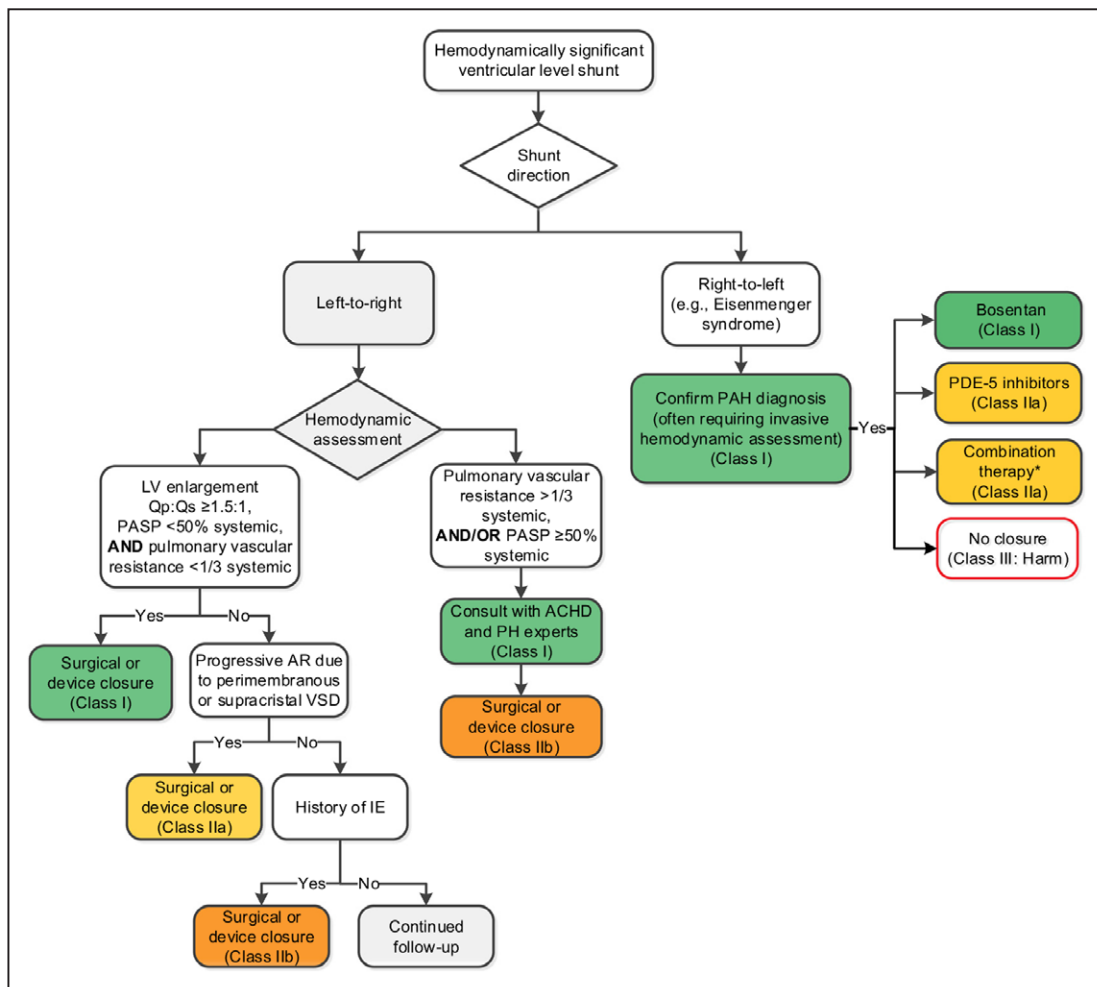 Hemodynamically significant
ventricular level shunt
Shunt
direction
Left-to-right
Right-to-left
(e.g., Eisenmenger
syndrome)
Bosentan
(Class I)
Confirm PAH diagnosis
(often requiring invasive
hemodynamic assessment)
(Class I)
Yes
PDE-5 inhibitors
(Class IIa)
Combination
therapy*
(Class IIa)
No closure
(Class III: Harm)
Hemodynamic
assessment
LV enlargement
Qp:Qs ≥1.5:1,
PASP <50% systemic,
AND pulmonary vascular
resistance <1/3 systemic
Pulmonary vascular
resistance >1/3
systemic,
AND/OR PASP ≥50%
systemic
Yes
No
Consult with ACHD
and PH experts
(Class I)
Surgical or
device closure
(Class I)
Progressive AR due
to perimembranous
or supracristal VSD
Surgical or
device closure
(Class IIb)
Yes
No
Surgical or
device closure
(Class IIa)
History of IE
Yes
No
Surgical or
device closure
(Class IIb)
Continued
follow-up